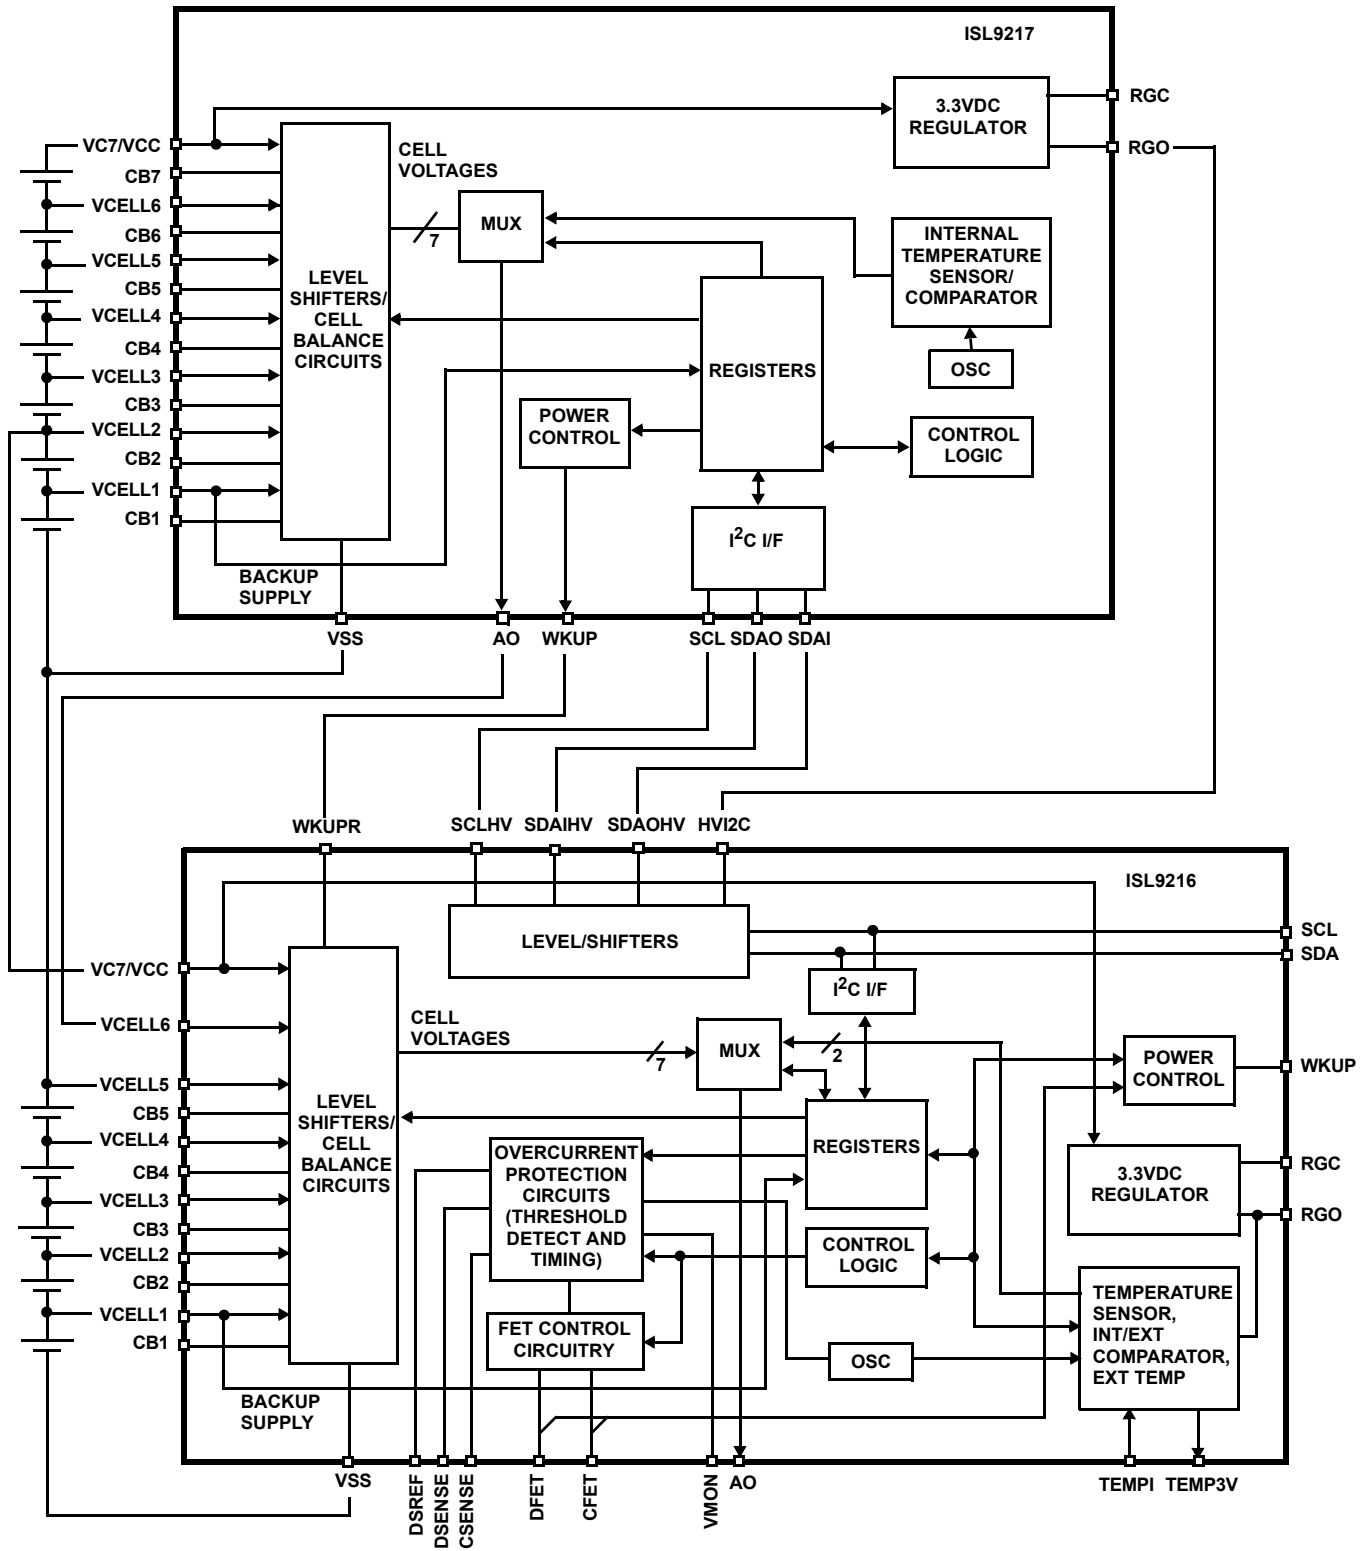 ISL9217
3.3VDC
REGULATOR
RGC
RGO
VC7/VCC
CB7
VCELL6
CB6
VCELL5
CB5
VCELL4
CB4
VCELL3
CB3
VCELL2
CB2
VCELL1
CB1
CELL
VOLTAGES
7
MUX
LEVEL
SHIFTERS/
CELL
BALANCE
CIRCUITS
INTERNAL
TEMPERATURE
SENSOR/
COMPARATOR
OSC
REGISTERS
POWER
CONTROL
CONTROL
LOGIC
I2C I/F
BACKUP
SUPPLY
VSS
AO
WKUP
SCL
SDAO
SDAI
WKUPR
SCLHV
SDAIHV
SDAOHV
HVI2C
ISL9216
LEVEL/SHIFTERS
SCL
SDA
I2C I/F
VC7/VCC
VCELL6
VCELL5
CB5
VCELL4
CB4
VCELL3
CB3
VCELL2
CB2
VCELL1
CB1
CELL
VOLTAGES
7
MUX
2
POWER
CONTROL
WKUP
LEVEL
SHIFTERS/
CELL
BALANCE
CIRCUITS
OVERCURRENT
PROTECTION
CIRCUITS
(THRESHOLD
DETECT AND
TIMING)
REGISTERS
3.3VDC
REGULATOR
RGC
RGO
CONTROL
LOGIC
TEMPERATURE
SENSOR,
INT/EXT
COMPARATOR,
EXT TEMP
FET CONTROL
CIRCUITRY
OSC
BACKUP
SUPPLY
VSS
DSREF
DSENSE
CSENSE
DFET
CFET
VMON
AO
TEMPI
TEMP3V